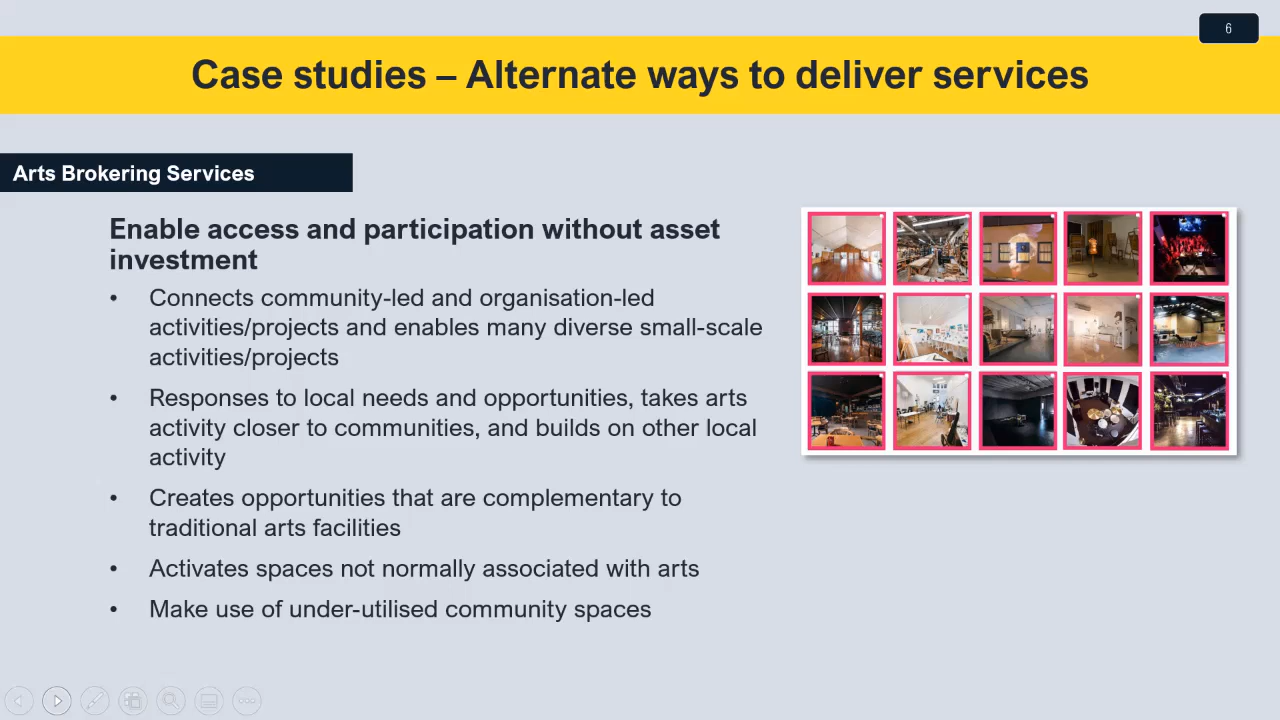 6
Case studies – Alternate ways to deliver services
Arts Brokering Services
Enable access and participation without asset
investment
• Connects community-led and organisation-led
activities/projects and enables many diverse small-scale
activities/projects
• Responses to local needs and opportunities, takes arts
activity closer to communities, and builds on other local
activity
• Creates opportunities that are complementary to
traditional arts facilities
• Activates spaces not normally associated with arts
• Make use of under-utilised community spaces